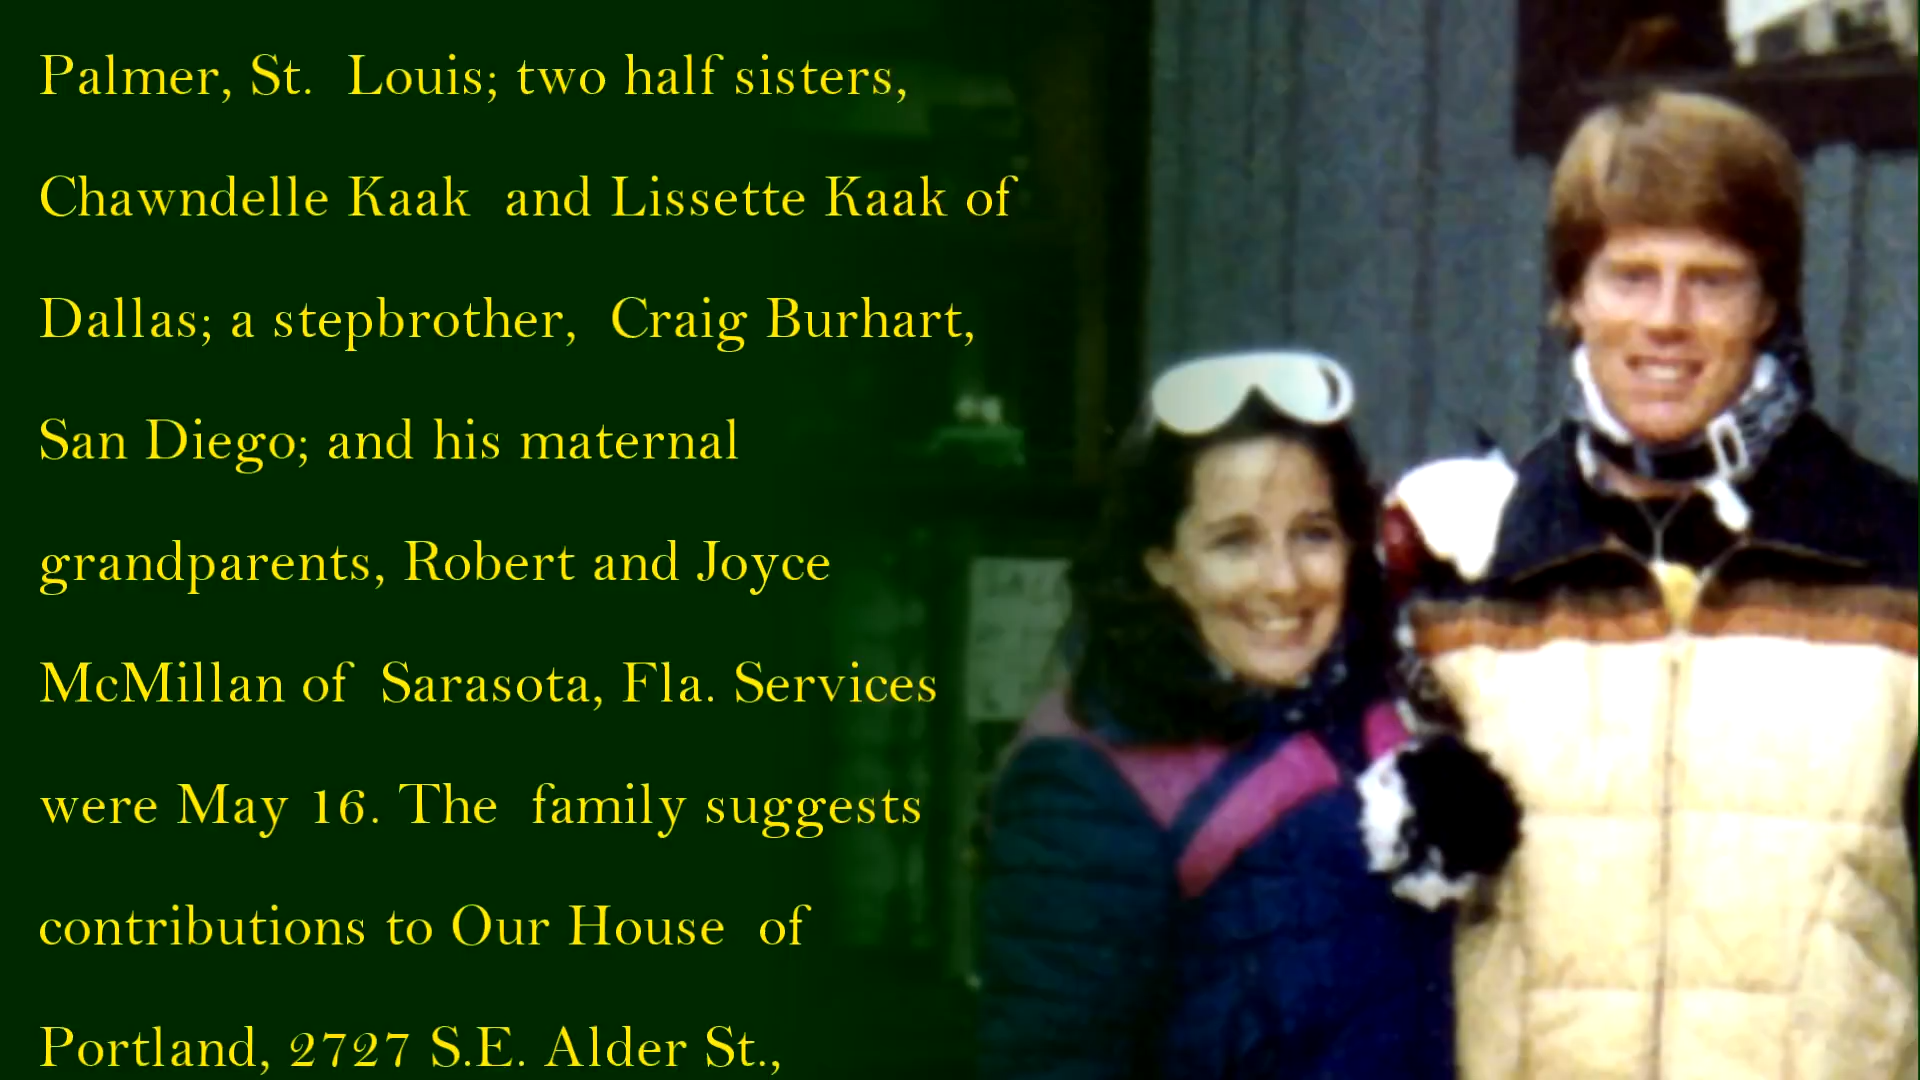 Palmer, St.  Louis; two half sisters,
Chawndelle Kaak  and Lissette Kaak of
Dallas; a stepbrother,  Craig Burhart,
San Diego; and his maternal
grandparents, Robert and Joyce
McMillan of  Sarasota, Fla. Services
were May 16. The  family suggests
contributions to Our House  of
Portland, 2727 S.E. Alder St.,